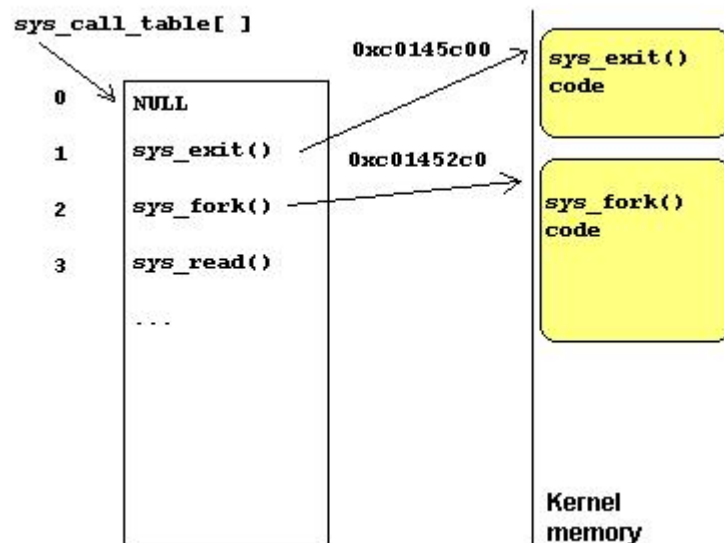 sys_call_table[ ]
0xc0145c00
sys_exit()
code
0
NULL
1
sys_exit()
0xc01452c0
2
sys_fork()
sys_fork()
code
3
sys_read()
...
Kernel
memory